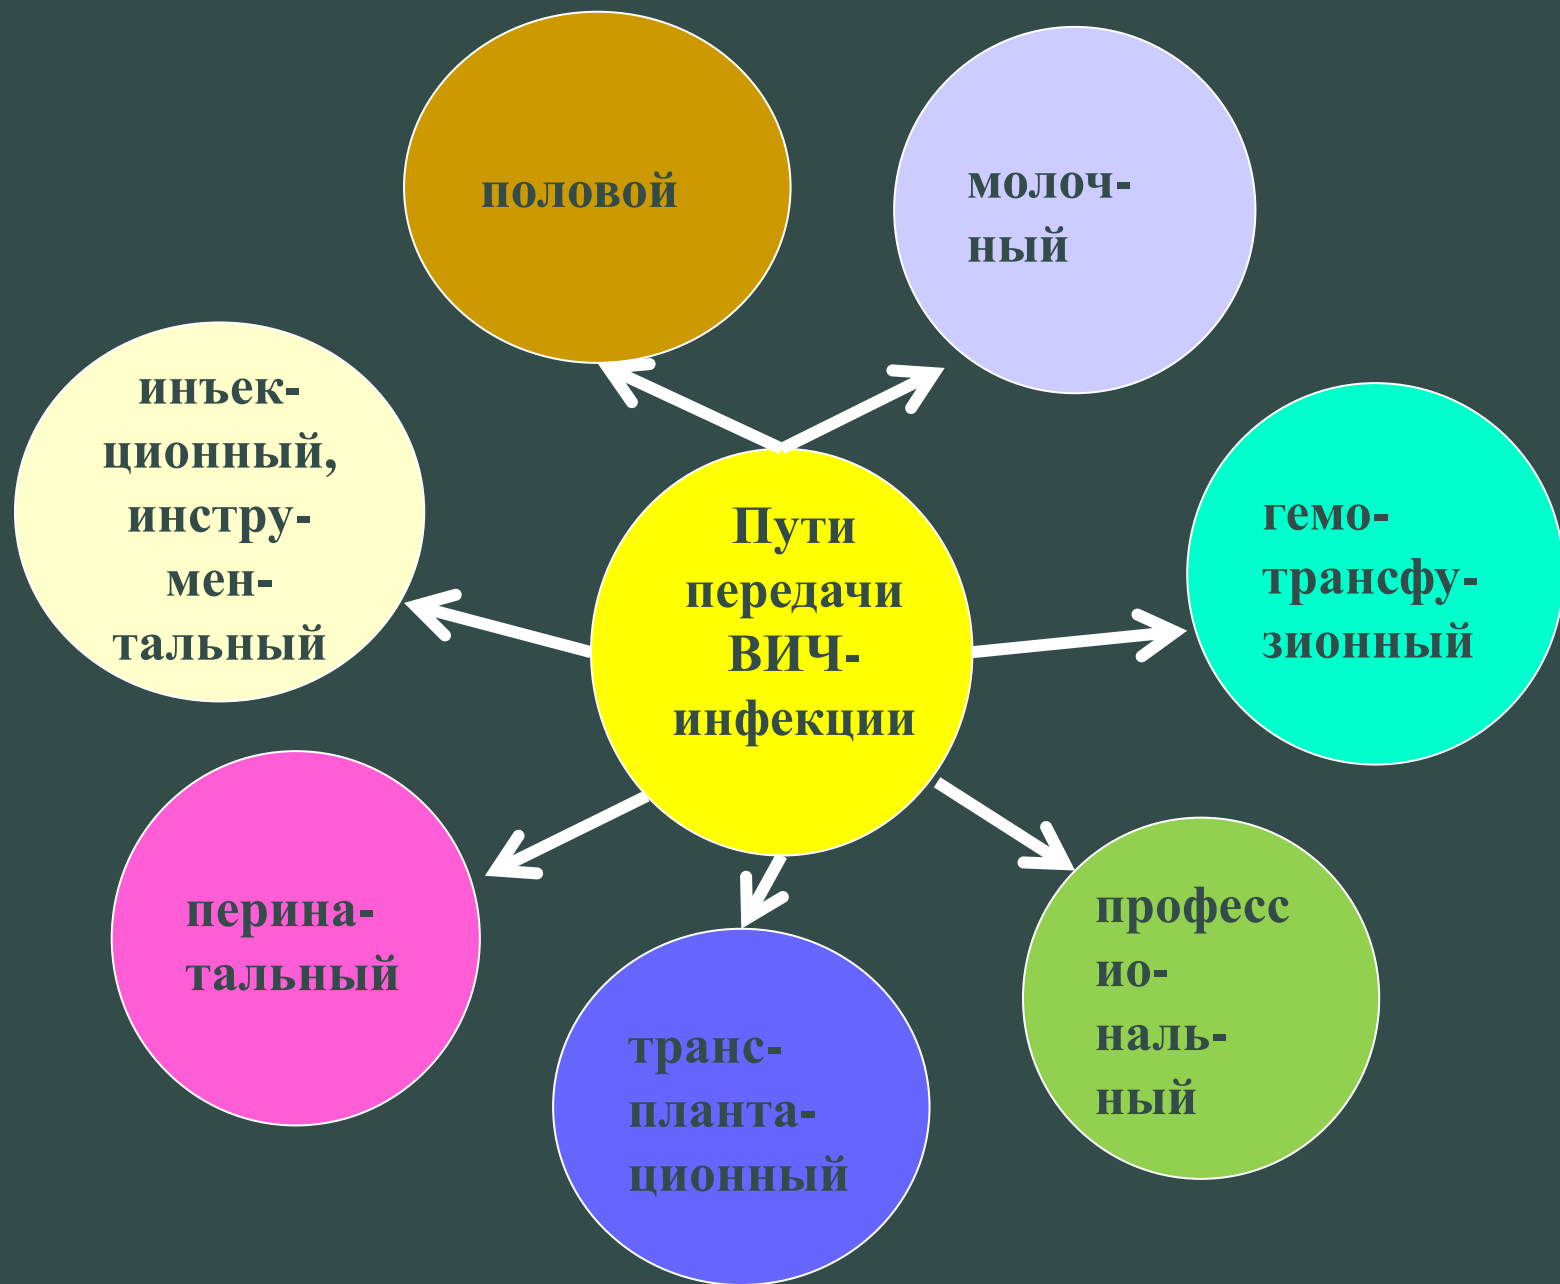 половой
молоч-
ный
инъек-
ционный,
инстру-
мен-
тальный
Пути
передачи
ВИЧ-
инфекции
гемо-
трансфу-
зионный
перина-
тальный
транс-
планта-
ционный
професс
ио-
наль-
ный